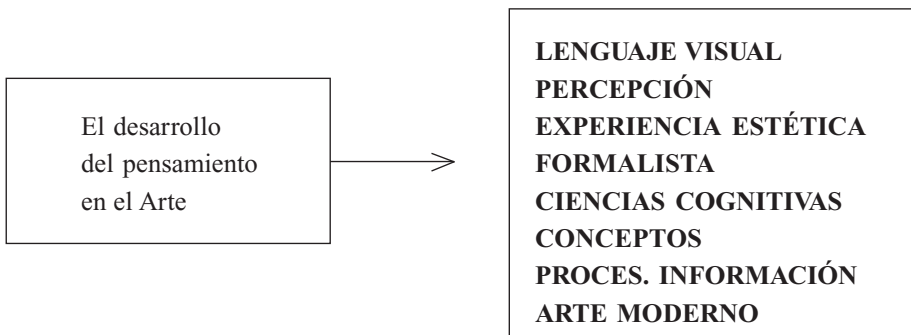 El desarrollo
del pensamiento
en el Arte
LENGUAJE VISUAL
PERCEPCIÓN
EXPERIENCIA ESTÉTICA
FORMALISTA
CIENCIAS COGNITIVAS
CONCEPTOS
PROCES. INFORMACIÓN
ARTE MODERNO